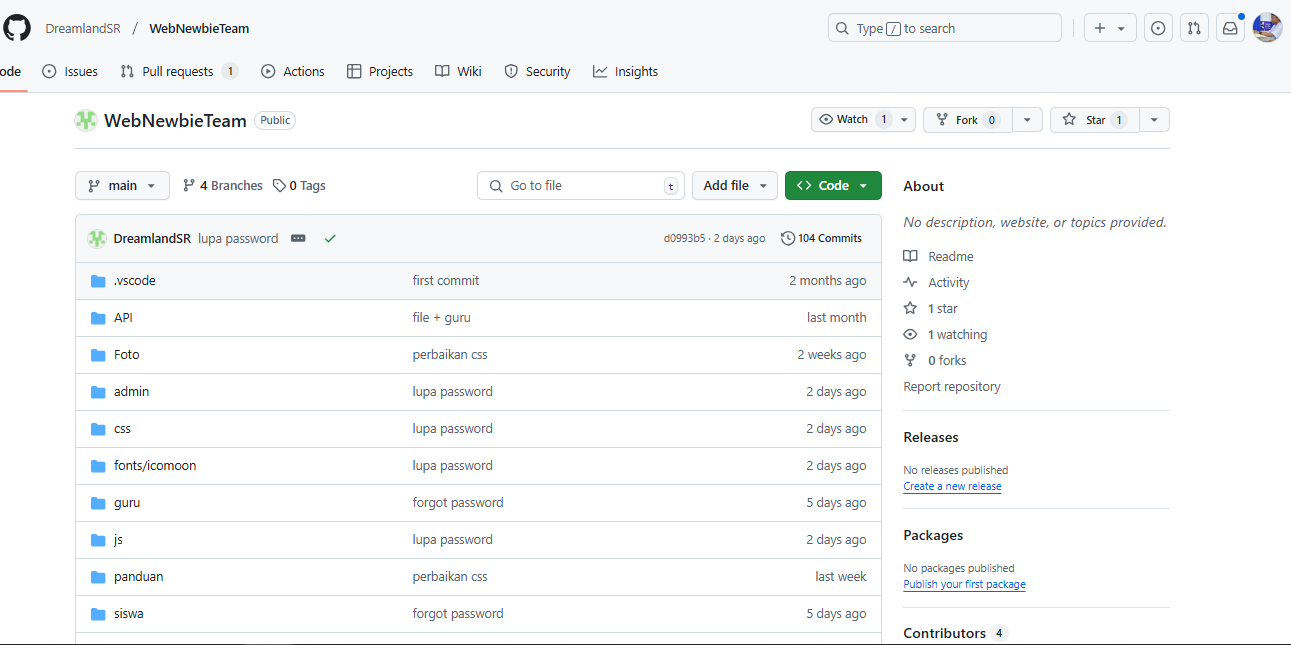 DreamlandSR / WebNewbieTeam
Type / to search
ode Issues Pull requests 1 Actions Projects Wiki Security Insights
WebNewbieTeam Public
Watch 1 Fork 0 Star 1
main 4 Branches 0 Tags
Go to file t Add file Code
DreamlandSR lupa password d0993b5 · 2 days ago 104 Commits
.vscode first commit 2 months ago
API file + guru last month
Foto perbaikan css 2 weeks ago
admin lupa password 2 days ago
css lupa password 2 days ago
fonts/icomoon lupa password 2 days ago
guru forgot password 5 days ago
js lupa password 2 days ago
panduan perbaikan css last week
siswa forgot password 5 days ago
About
No description, website, or topics provided.
Readme
Activity
1 star
1 watching
0 forks
Report repository
Releases
No releases published
Create a new release
Packages
No packages published
Publish your first package
Contributors 4